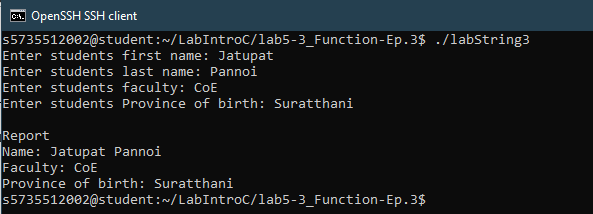 OpenSSH SSH client
s5735512002@student:~/LabIntroC/lab5-3_Function-Ep.3$ ./labString3
Enter students first name: Jatupat
Enter students last name: Pannoi
Enter students faculty: CoE
Enter students Province of birth: Suratthani

Report
Name: Jatupat Pannoi
Faculty: CoE
Province of birth: Suratthani
s5735512002@student:~/LabIntroC/lab5-3_Function-Ep.3$